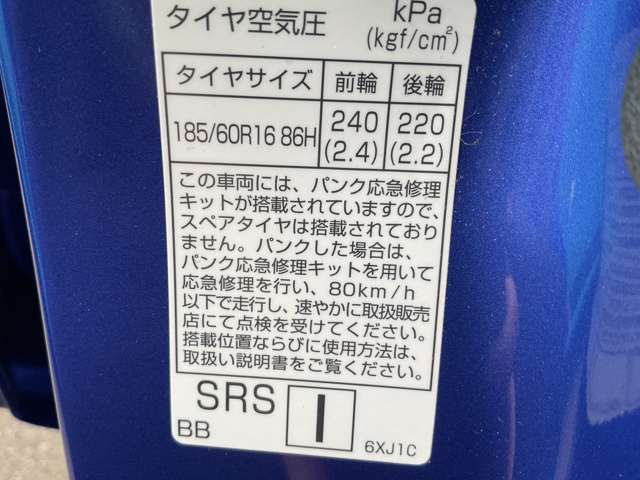 タイヤ空気圧 kPa
(kgf/cm²)
タイヤサイズ 前輪 後輪
185/60R16 86H 240 220
(2.4) (2.2)
この車両には、パンク応急修理
キットが搭載されていますので、
スペアタイヤは搭載されており
ません。パンクした場合は、
パンク応急修理キットを用いて
応急修理を行い、80km/h
以下で走行し、速やかに取扱販売
店にて点検を受けてください。
搭載位置ならびに使用方法は、
取扱い説明書をご覧ください。
SRS I
BB 6XJ1C